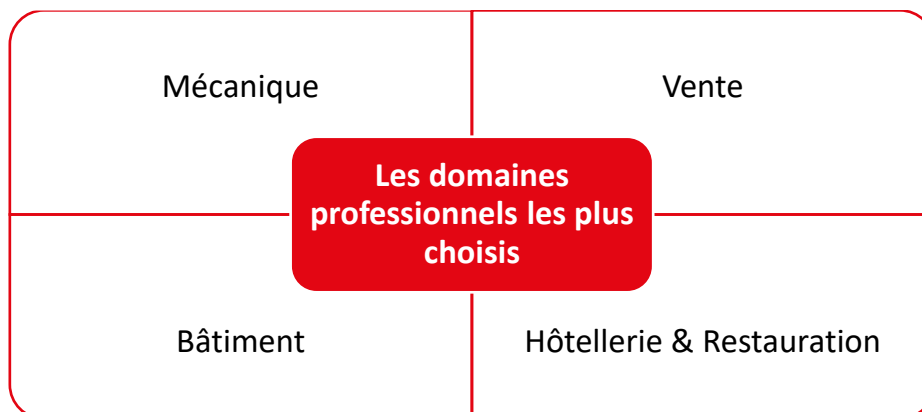 Mécanique
Vente
Les domaines
professionnels les plus
choisis
Bâtiment
Hôtellerie & Restauration